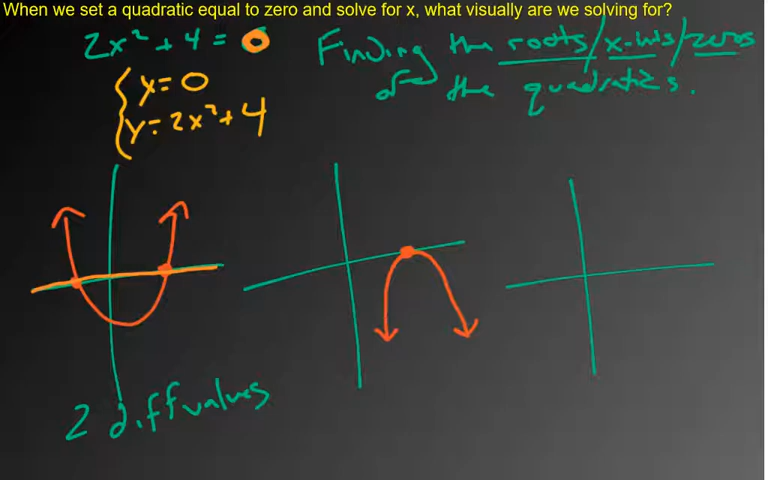 When we set a quadratic equal to zero and solve for x, what visually are we solving for?
2x² + 4 = 0
Finding the roots/x-ints/zeros
of the quadratics.
y = 0
y = 2x² + 4
2 diff values